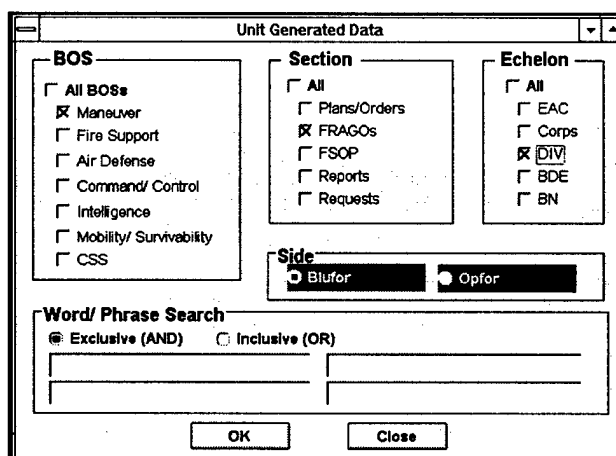 Unit Generated Data
BOS
All BOSs
Maneuver
Fire Support
Air Defense
Command/ Control
Intelligence
Mobility/ Survivability
CSS
Section
All
Plans/Orders
FRAGOs
FSOP
Reports
Requests
Echelon
All
EAC
Corps
DIV
BDE
BN
Side
Blufor
Opfor
Word/ Phrase Search
Exclusive (AND) Inclusive (OR)
OK Close